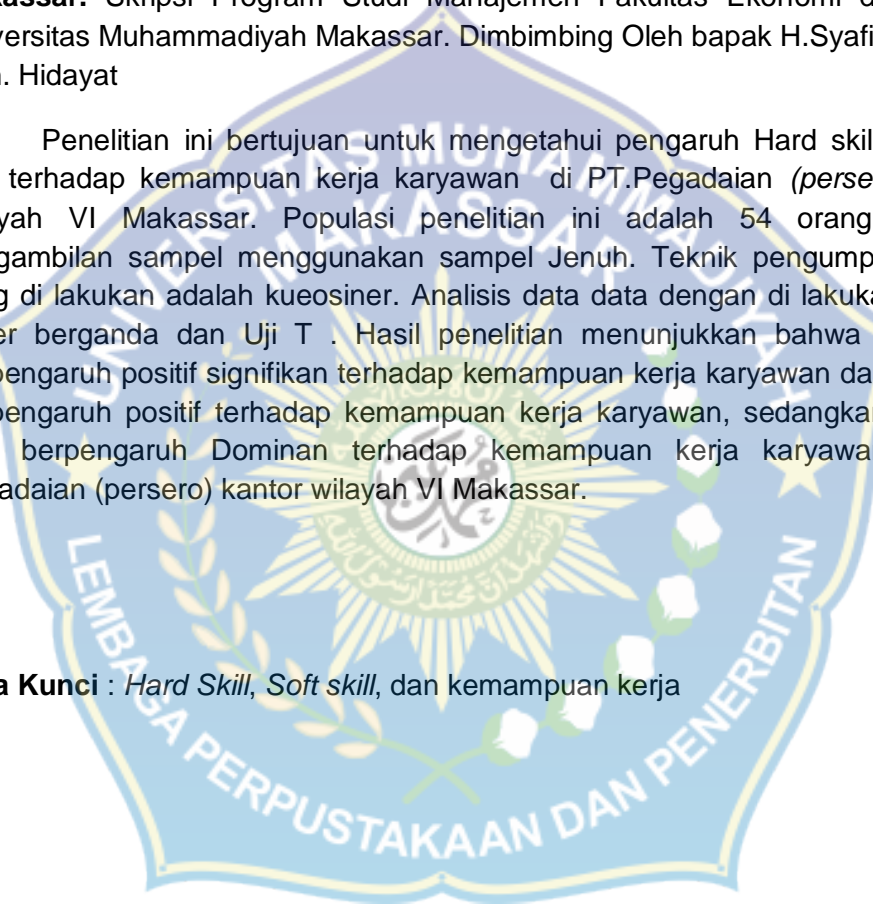 kassar. Skripsi Program Studi Manajemen Fakultas Ekonomi d
versitas Muhammadiyah Makassar. Dimbimbing Oleh bapak H.Syafi
. Hidayat
Penelitian ini bertujuan untuk mengetahui pengaruh Hard skil
terhadap kemampuan kerja karyawan di PT.Pegadaian (perse
yah VI Makassar. Populasi penelitian ini adalah 54 orang
gambilan sampel menggunakan sampel Jenuh. Teknik pengump
g di lakukan adalah kueosiner. Analisis data data dengan di lakuka
er berganda dan Uji T . Hasil penelitian menunjukkan bahwa
pengaruh positif signifikan terhadap kemampuan kerja karyawan da
pengaruh positif terhadap kemampuan kerja karyawan, sedangkan
berpengaruh Dominan terhadap kemampuan kerja karyawa
adaian (persero) kantor wilayah VI Makassar.
a Kunci : Hard Skill, Soft skill, dan kemampuan kerja
UNIVERSITAS MUHAMMADIYAH
MAKASSAR
LEMBAGA PERPUSTAKAAN DAN PENERBITAN